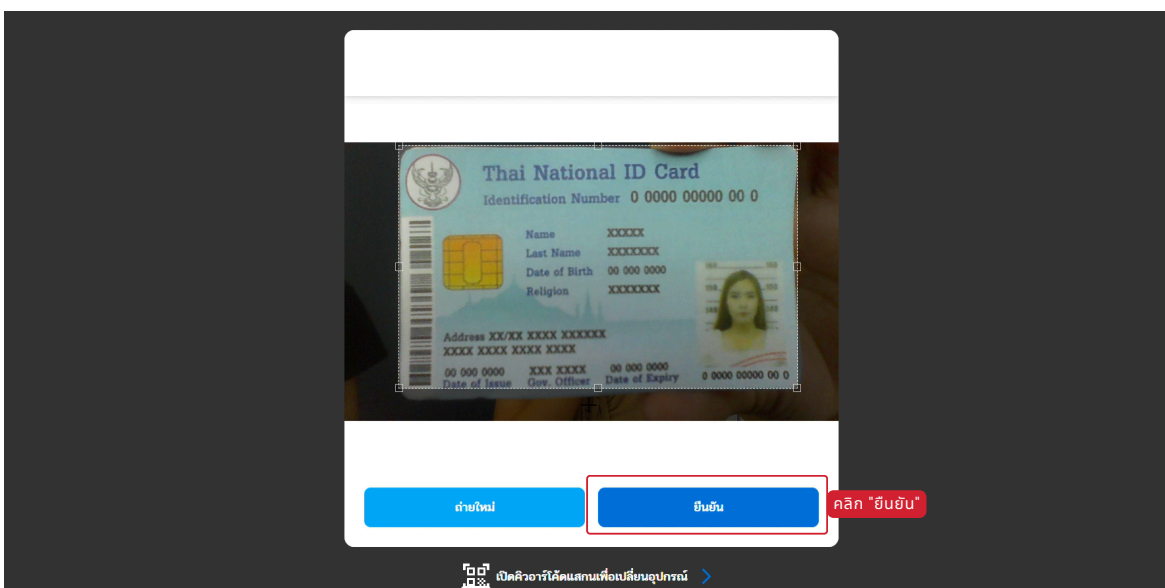 Thai National ID Card
Identification Number 0 0000 00000 00 0
Name XXXXX
Last Name XXXXXXX
Date of Birth 00 000 0000
Religion XXXXXXX
Address XX/XX XXXX XXXXXX
XXXX XXXX XXXX XXXX
00 000 0000 XXX XXXX 00 000 0000 0 0000 00000 00 0
Date of Issue Gov. Officer Date of Expiry
ถ่ายใหม่
ยืนยัน
คลิก "ยืนยัน"
เปิดคิวอาร์โค้ดแสกนเพื่อเปลี่ยนอุปกรณ์